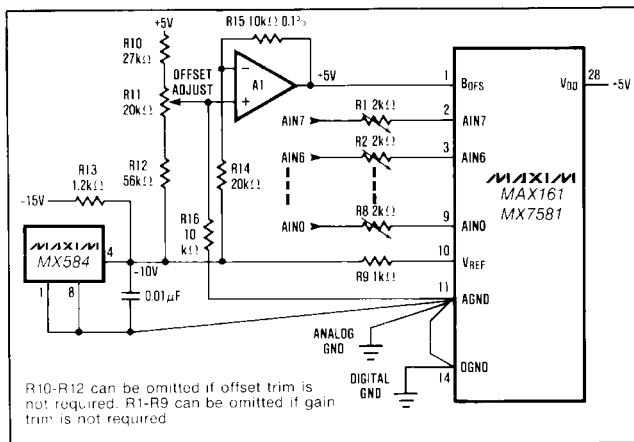 R15 10kΩ 0.1%
+5V
R10
27kΩ
OFFSET
ADJUST
R11
20kΩ
A1
-
+
+5V
1
BOFS
VDD
28
-5V
R1 2kΩ
AIN7
2
AIN7
R2 2kΩ
AIN6
3
AIN6
R12
56kΩ
R14
20kΩ
R13
1.2kΩ
-15V
MAXIM
MAX161
MX7581
R16
10
kΩ
R8 2kΩ
AIN0
9
AIN0
MAXIM
MX584
4
-10V
R9 1kΩ
10
VREF
1
8
0.01µF
11
AGND
ANALOG
GND
DIGITAL
GND
14
DGND
R10-R12 can be omitted if offset trim is
not required. R1-R9 can be omitted if gain
trim is not required